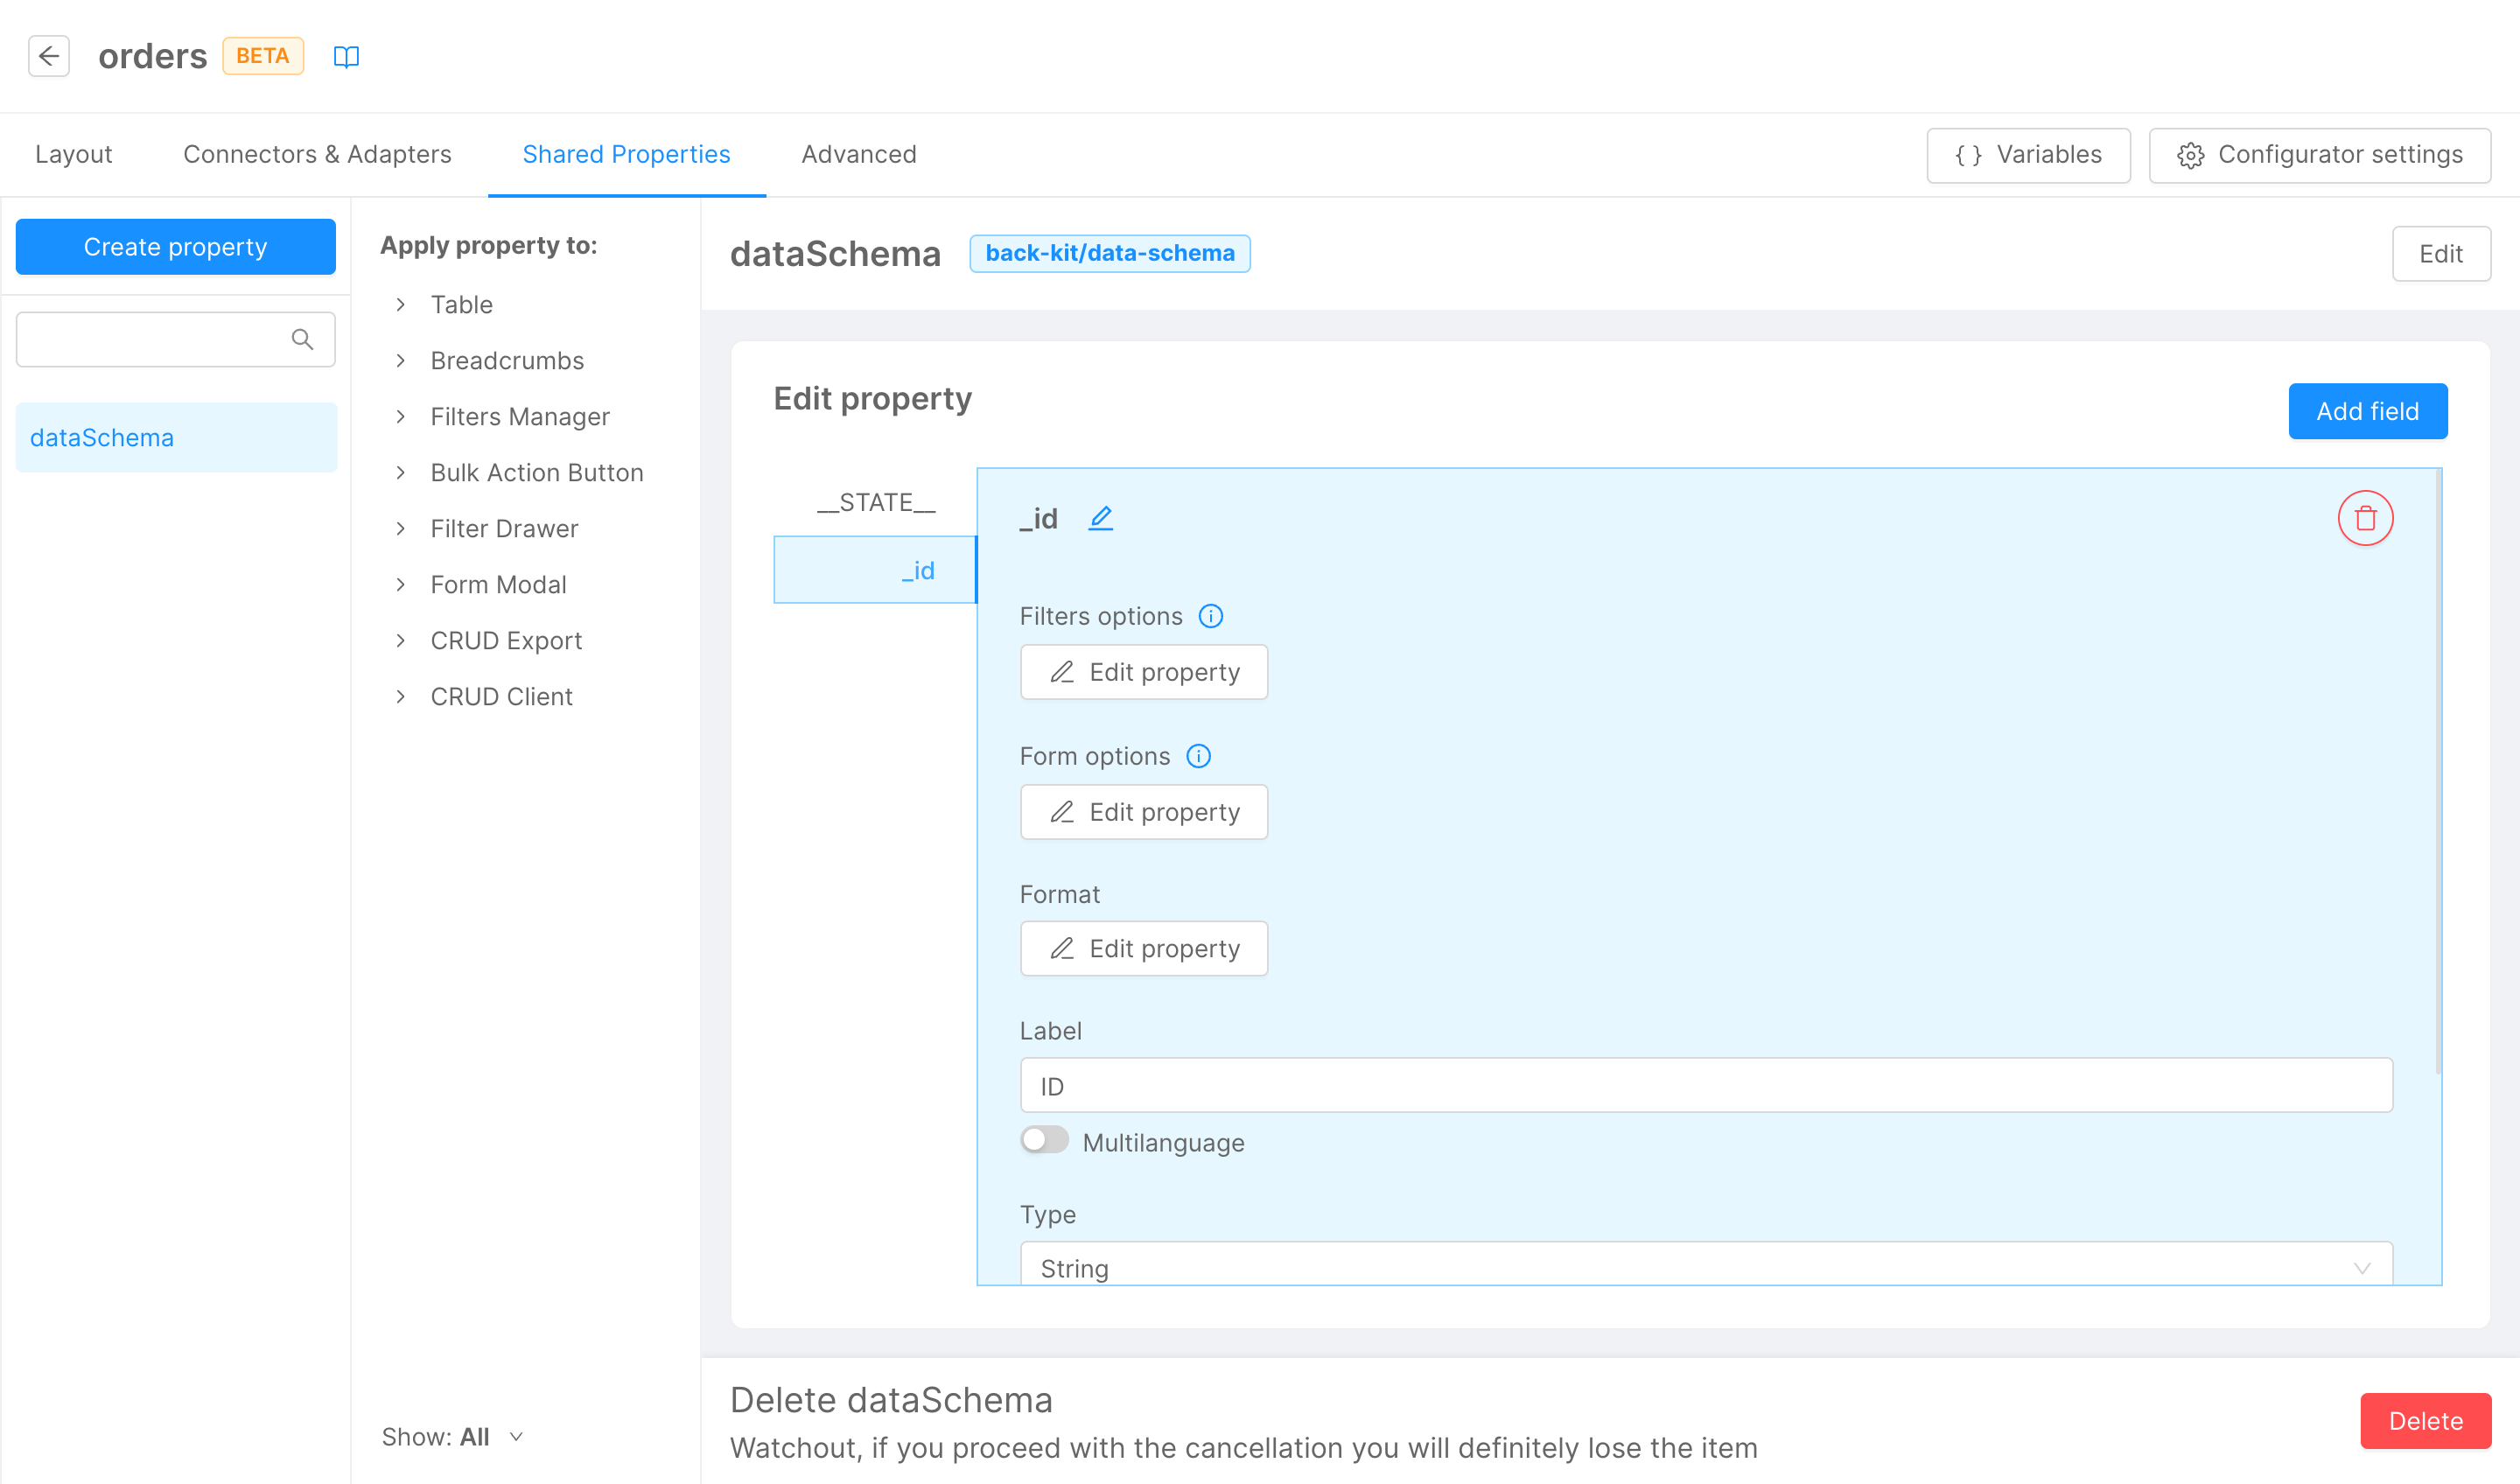 orders BETA
Layout Connectors & Adapters Shared Properties Advanced { } Variables Configurator settings
Create property
dataSchema
Apply property to:
Table
Breadcrumbs
Filters Manager
Bulk Action Button
Filter Drawer
Form Modal
CRUD Export
CRUD Client
Show: All
dataSchema back-kit/data-schema Edit
Edit property
Add field
__STATE__
_id
_id
Filters options
Edit property
Form options
Edit property
Format
Edit property
Label
ID
Multilanguage
Type
String
Delete dataSchema
Watchout, if you proceed with the cancellation you will definitely lose the item
Delete